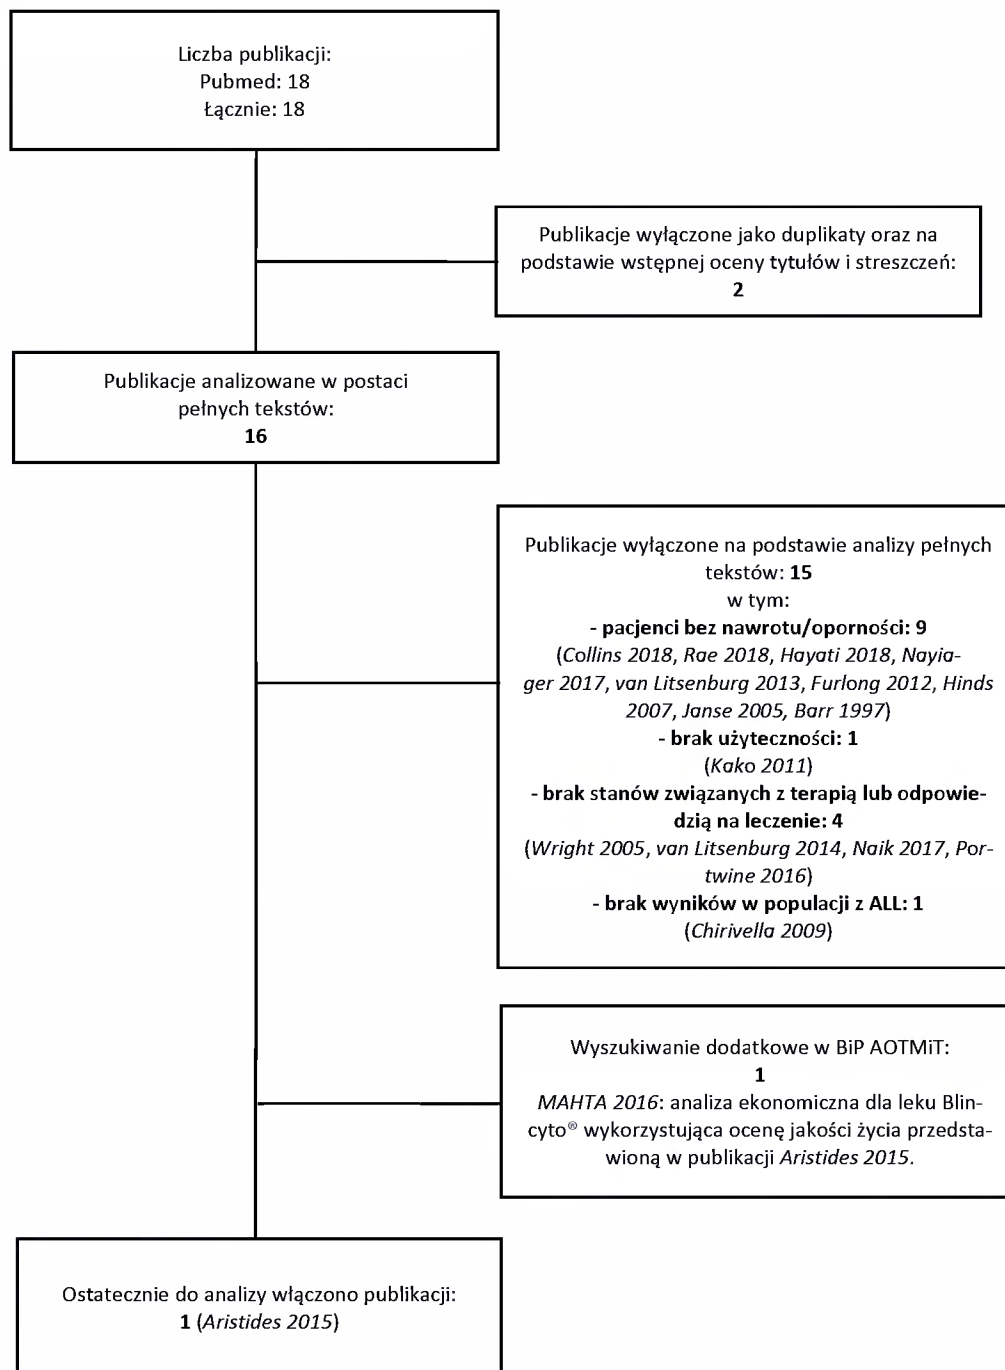 Liczba publikacji:
Pubmed: 18
Łącznie: 18
Publikacje wyłączone jako duplikaty oraz na
podstawie wstępnej oceny tytułów i streszczeń:
2
Publikacje analizowane w postaci
pełnych tekstów:
16
Publikacje wyłączone na podstawie analizy pełnych
tekstów: 15
w tym:
- pacjenci bez nawrotu/oporności: 9
(Collins 2018, Rae 2018, Hayati 2018, Nayia-
ger 2017, van Litsenburg 2013, Furlong 2012, Hinds
2007, Janse 2005, Barr 1997)
- brak użyteczności: 1
(Kako 2011)
- brak stanów związanych z terapią lub odpowie-
dzią na leczenie: 4
(Wright 2005, van Litsenburg 2014, Naik 2017, Por-
twine 2016)
- brak wyników w populacji z ALL: 1
(Chirivella 2009)
Wyszukiwanie dodatkowe w BiP AOTMiT:
1
MAHTA 2016: analiza ekonomiczna dla leku Blin-
cyto® wykorzystująca ocenę jakości życia przedsta-
wioną w publikacji Aristides 2015.
Ostatecznie do analizy włączono publikacji:
1 (Aristides 2015)